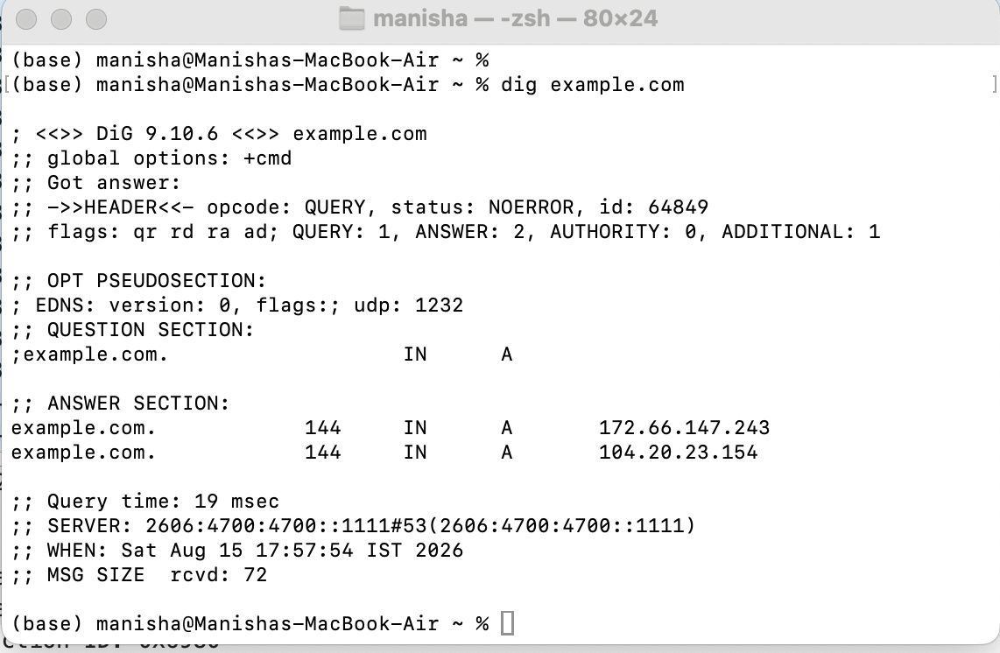 manisha — -zsh — 80×24
(base) manisha@Manishas-MacBook-Air ~ %
[(base) manisha@Manishas-MacBook-Air ~ % dig example.com ]
; <<>> DiG 9.10.6 <<>> example.com
;; global options: +cmd
;; Got answer:
;; ->>HEADER<<- opcode: QUERY, status: NOERROR, id: 64849
;; flags: qr rd ra ad; QUERY: 1, ANSWER: 2, AUTHORITY: 0, ADDITIONAL: 1
;; OPT PSEUDOSECTION:
; EDNS: version: 0, flags:; udp: 1232
;; QUESTION SECTION:
;example.com. IN A
;; ANSWER SECTION:
example.com. 144 IN A 172.66.147.243
example.com. 144 IN A 104.20.23.154
;; Query time: 19 msec
;; SERVER: 2606:4700:4700::1111#53(2606:4700:4700::1111)
;; WHEN: Sat Aug 15 17:57:54 IST 2026
;; MSG SIZE rcvd: 72
(base) manisha@Manishas-MacBook-Air ~ %